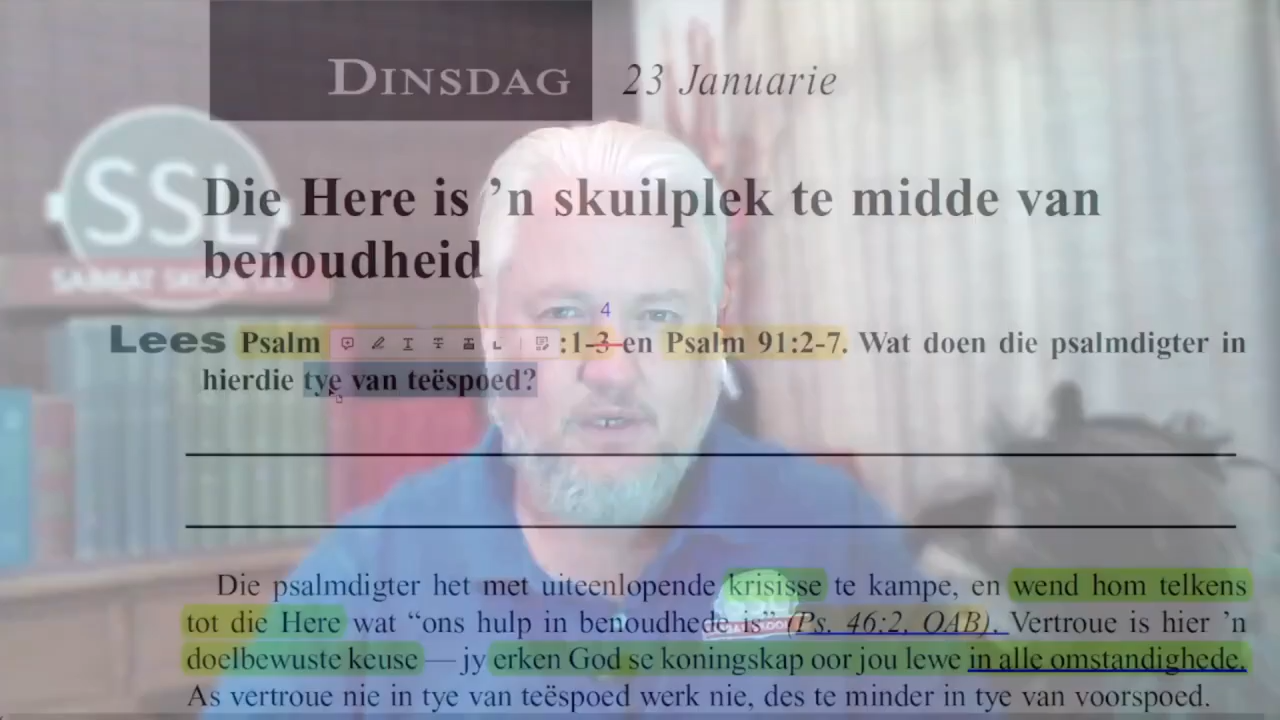 DINSDAG 23 Januarie
SSL
Die Here is ’n skuilplek te midde van
benoudheid
SABBAT
4
Lees Psalm :1-3 en Psalm 91:2-7. Wat doen die psalmdigter in
hierdie tye van teëspoed?
Die psalmdigter het met uiteenlopende krisisse te kampe, en wend hom telkens
tot die Here wat “ons hulp in benoudhede is” (Ps. 46:2, OAB). Vertroue is hier ’n
doelbewuste keuse — jy erken God se koningskap oor jou lewe in alle omstandighede.
As vertroue nie in tye van teëspoed werk nie, des te minder in tye van voorspoed.